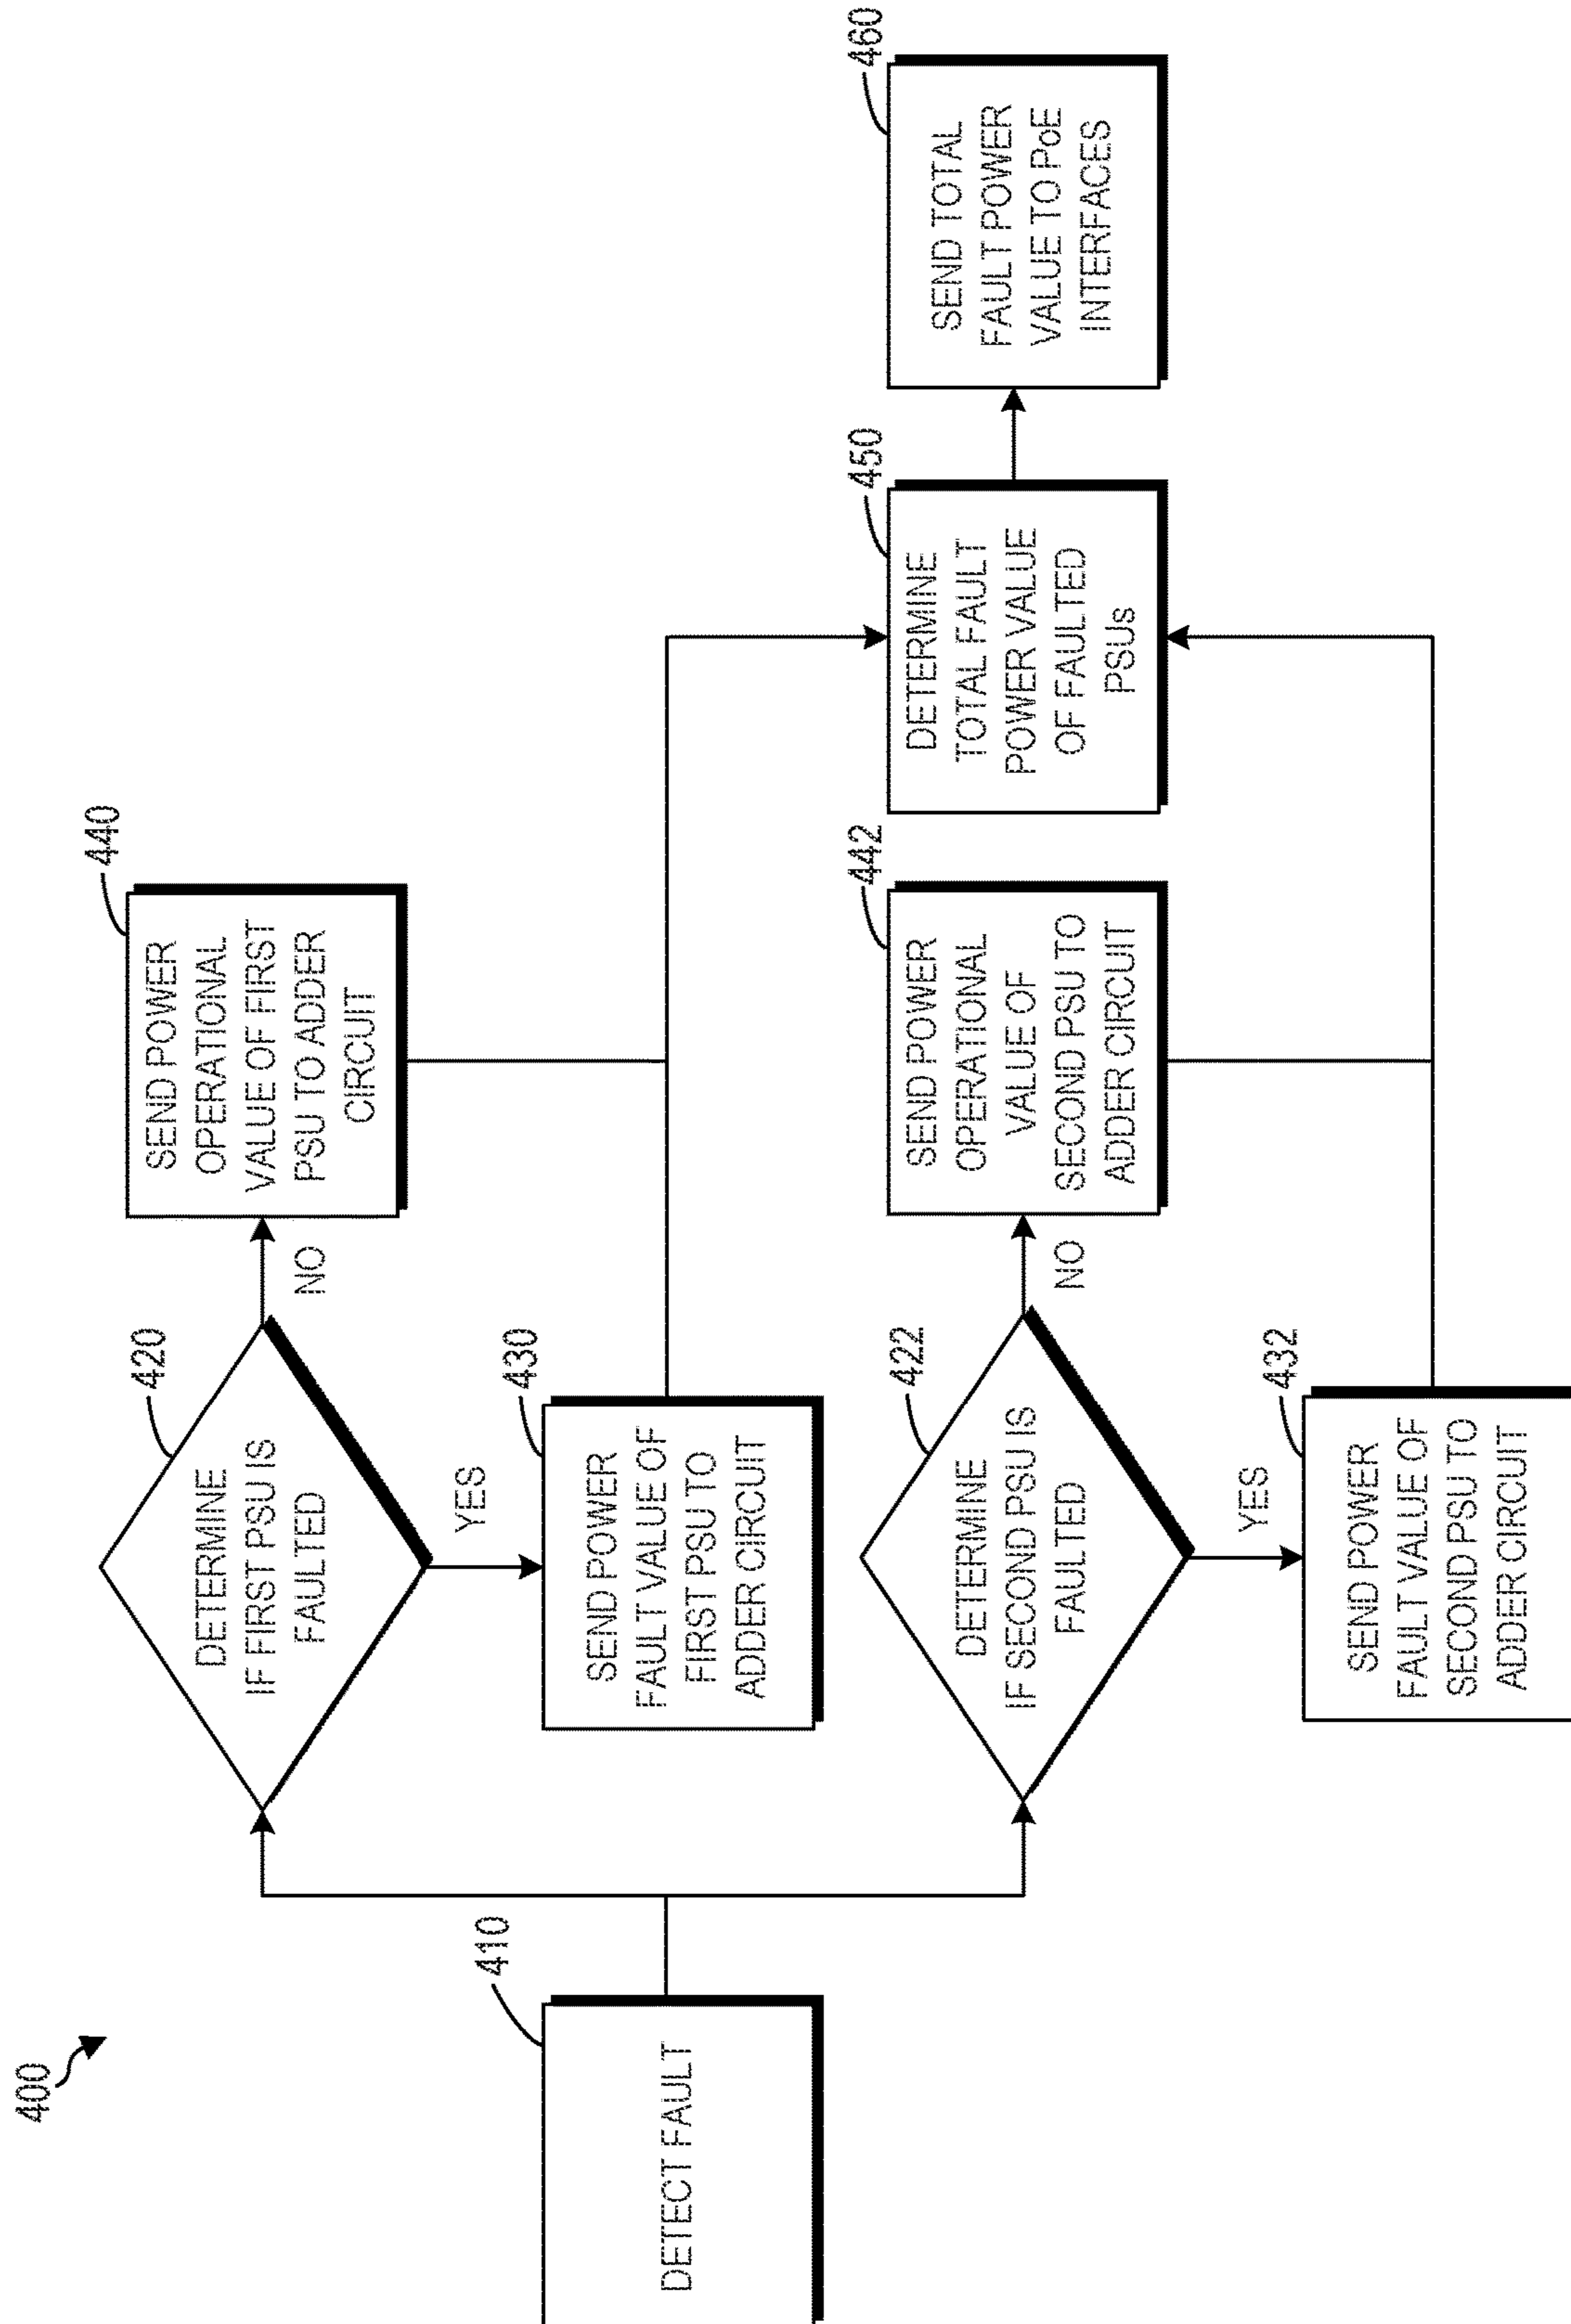 400
410
DETECT FAULT
420
DETERMINE
IF FIRST PSU IS
FAULTED
NO
YES
430
SEND POWER
FAULT VALUE OF
FIRST PSU TO
ADDER CIRCUIT
440
SEND POWER
OPERATIONAL
VALUE OF FIRST
PSU TO ADDER
CIRCUIT
422
DETERMINE
IF SECOND PSU IS
FAULTED
NO
YES
432
SEND POWER
FAULT VALUE OF
SECOND PSU TO
ADDER CIRCUIT
442
SEND POWER
OPERATIONAL
VALUE OF
SECOND PSU TO
ADDER CIRCUIT
450
DETERMINE
TOTAL FAULT
POWER VALUE
OF FAULTED
PSUs
460
SEND TOTAL
FAULT POWER
VALUE TO PoE
INTERFACES